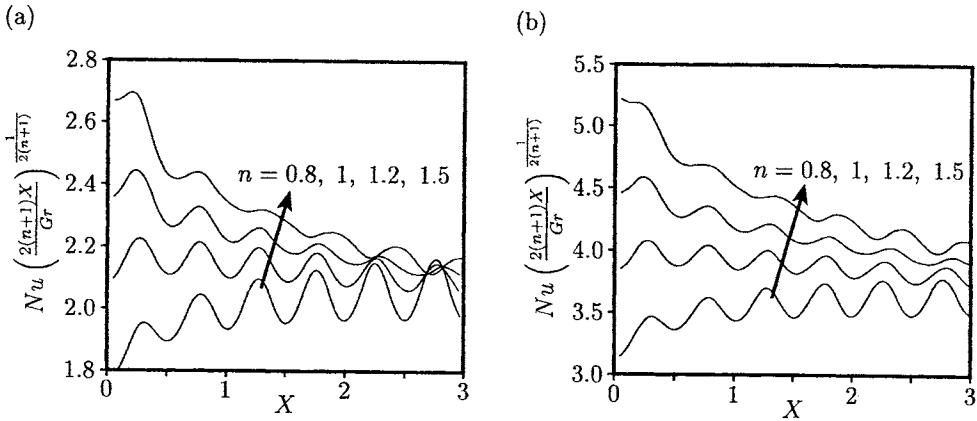 (a)
2.8
2.6
2.4
2.2
2.0
1.8
Nu (2(n+1)X / Gr)^{1/2(n+1)}
n = 0.8, 1, 1.2, 1.5
0 1 2 3
X
(b)
5.5
5.0
4.5
4.0
3.5
3.0
Nu (2(n+1)X / Gr)^{1/2(n+1)}
n = 0.8, 1, 1.2, 1.5
0 1 2 3
X